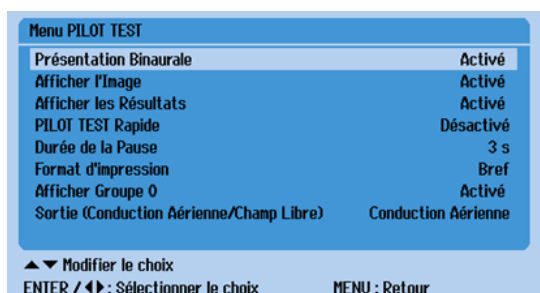 Menu PILOT TEST
Présentation Binaurale Activé
Afficher l'Image Activé
Afficher les Résultats Activé
PILOT TEST Rapide Désactivé
Durée de la Pause 3 s
Format d'impression Bref
Afficher Groupe 0 Activé
Sortie (Conduction Aérienne/Champ Libre) Conduction Aérienne
▲▼ Modifier le choix
ENTER / ◀▶: Sélectionner le choix MENU : Retour